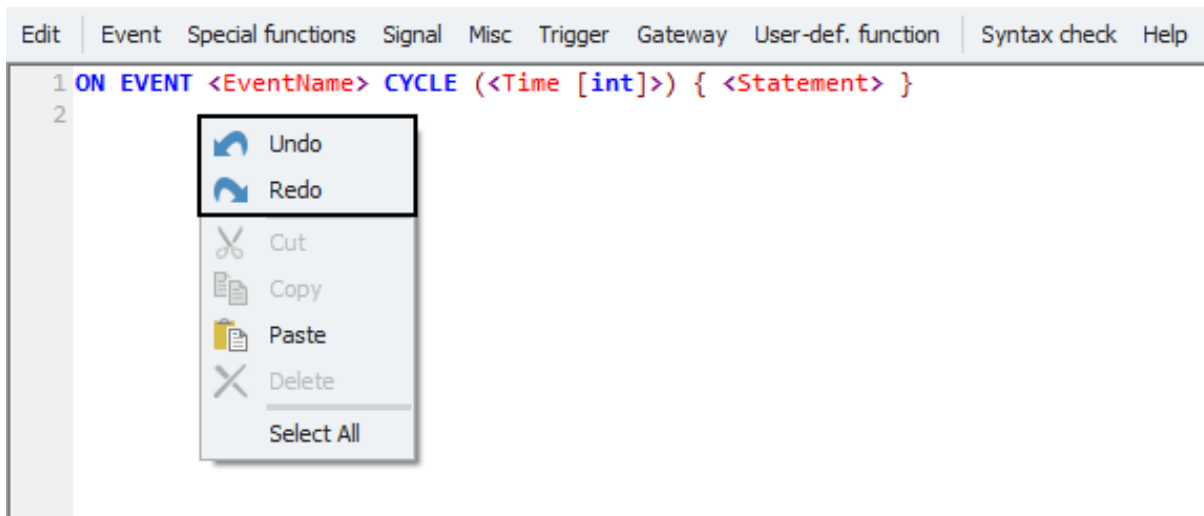 Edit Event Special functions Signal Misc Trigger Gateway User-def. function Syntax check Help
1 ON EVENT <EventName> CYCLE (<Time [int]>) { <Statement> }
2
Undo
Redo
Cut
Copy
Paste
Delete
Select All